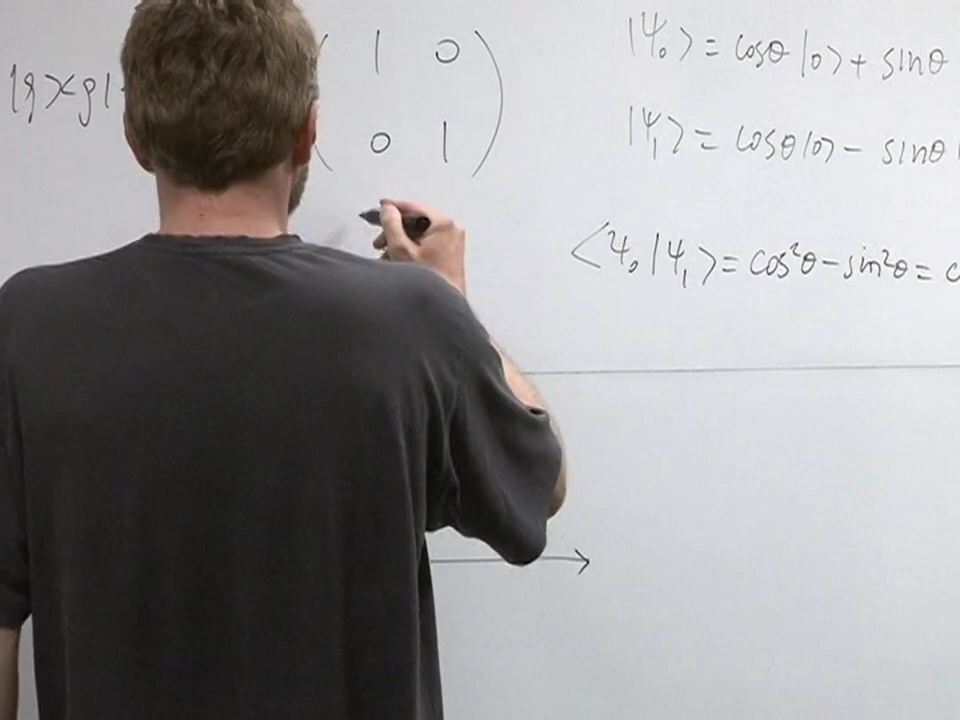 |g><g|
1 0
0 1
|Ψ₀> = cosθ |0> + sinθ
|Ψ₁> = cosθ |0> - sinθ
<Ψ₀|Ψ₁> = cos²θ - sin²θ = c